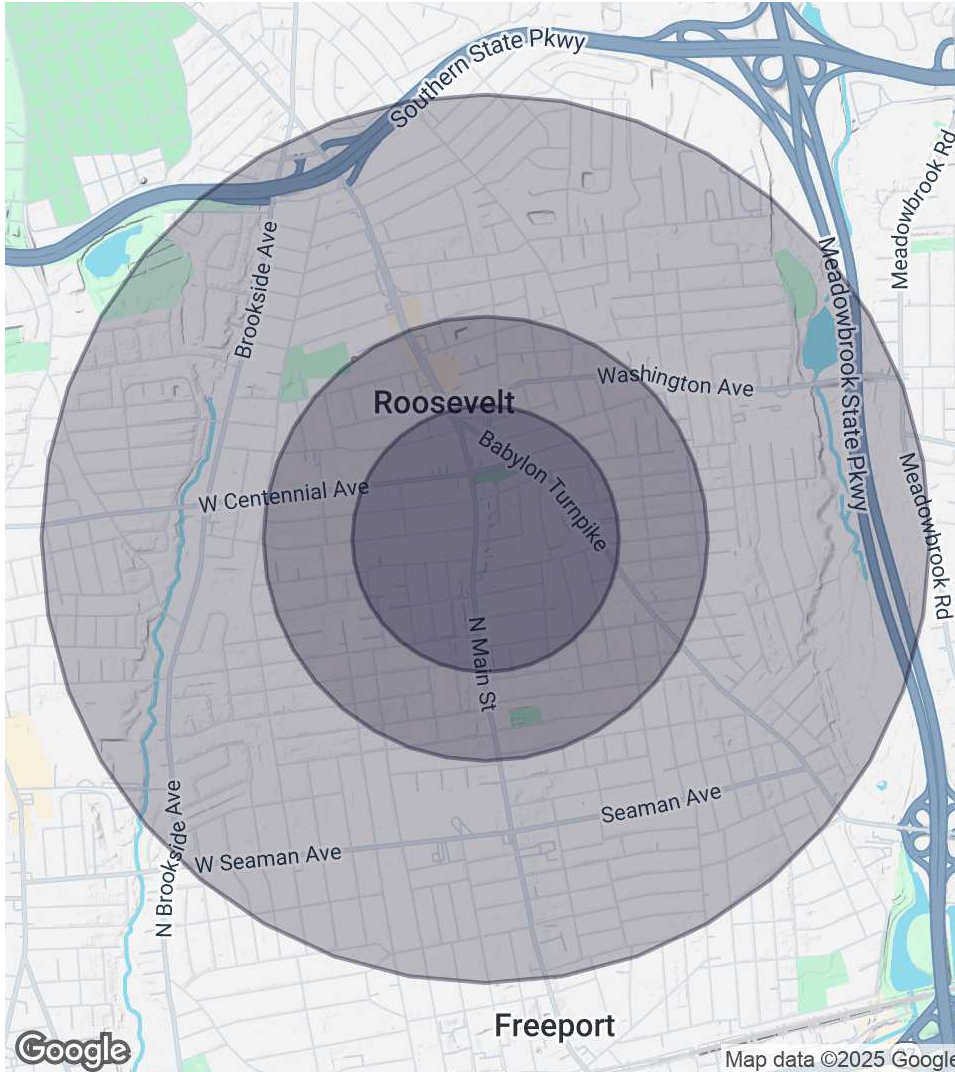 Southern State Pkwy
Meadowbrook Rd
Brookside Ave
Meadowbrook State Pkwy
Washington Ave
Roosevelt
Babylon Turnpike
W Centennial Ave
Meadowbrook Rd
N Main St
Seaman Ave
W Seaman Ave
N Brookside Ave
Freeport
Google
Map data ©2025 Google